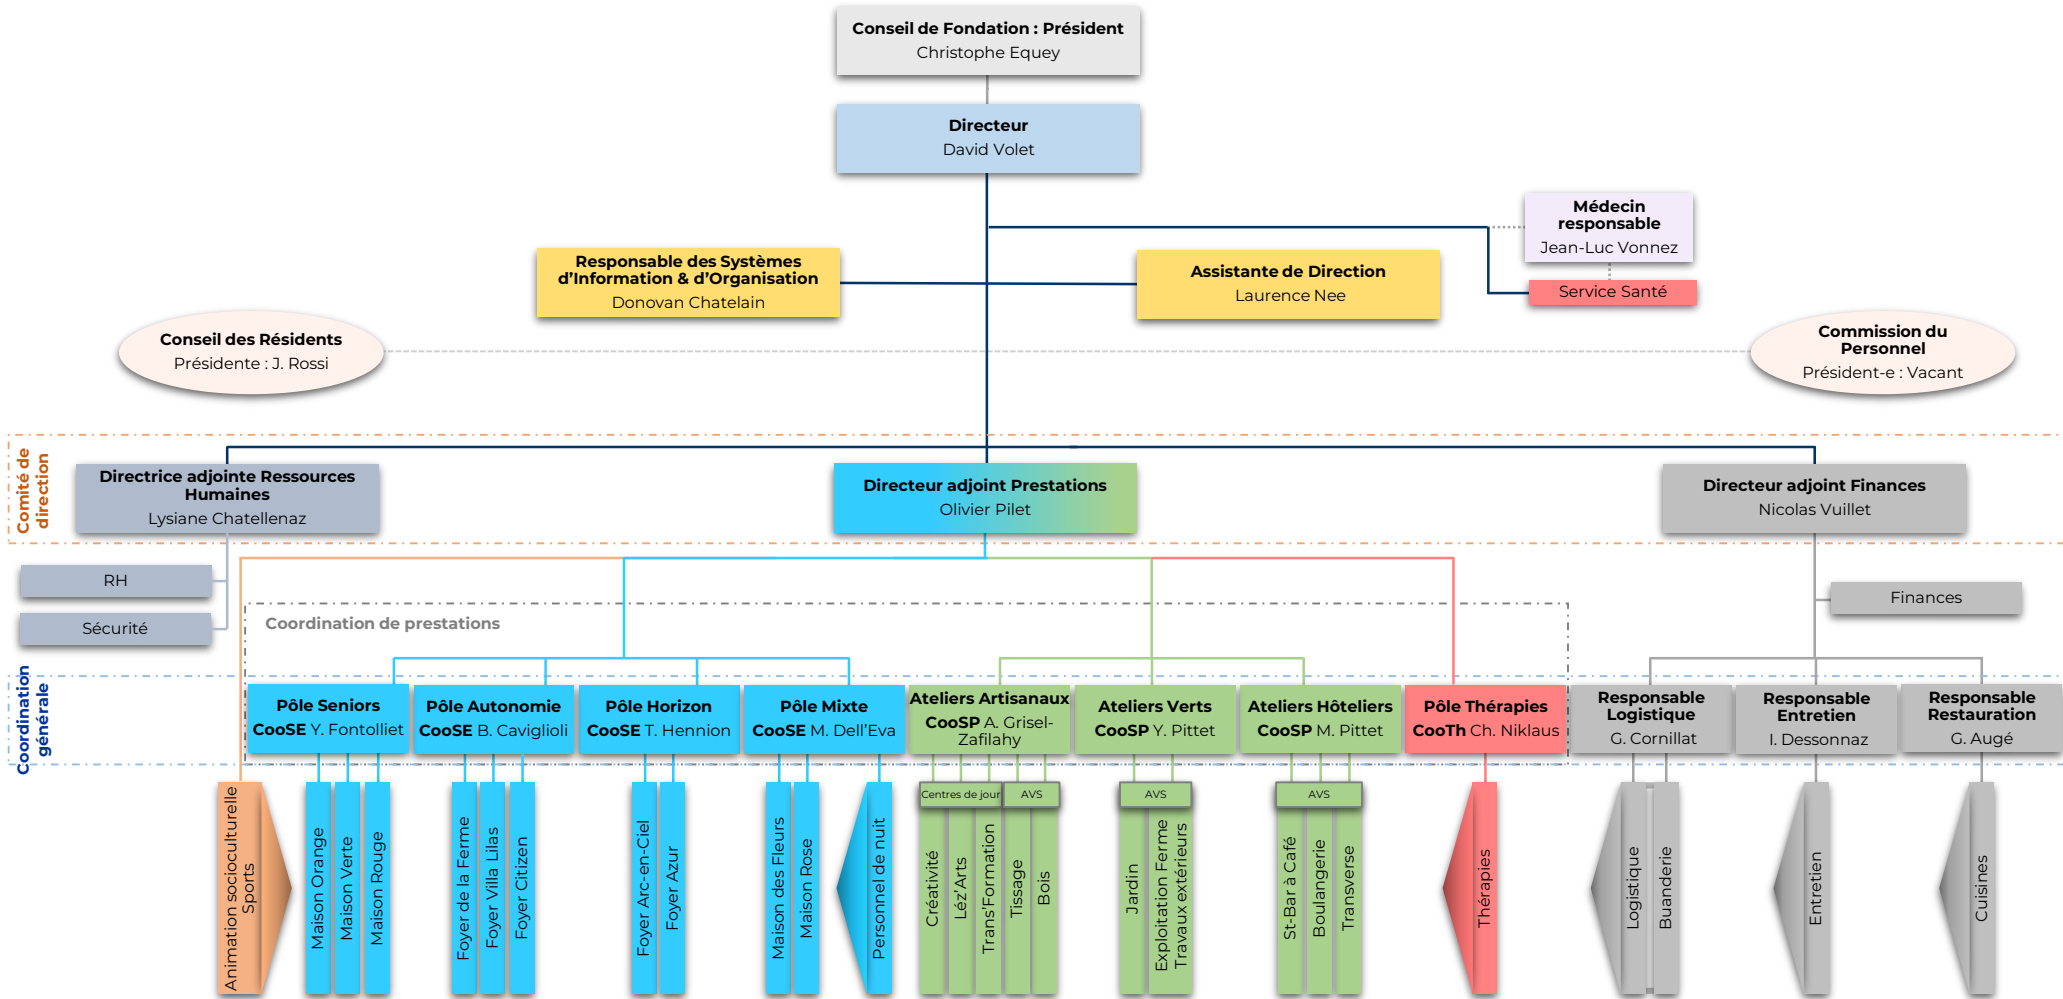 Conseil de Fondation : Président
Christophe Equey
Directeur
David Volet
Médecin
responsable
Jean-Luc Vonnez
Responsable des Systèmes
d’Information & d’Organisation
Donovan Chatelain
Assistante de Direction
Laurence Nee
Service Santé
Conseil des Résidents
Présidente : J. Rossi
Commission du
Personnel
Président-e : Vacant
Comité de
direction
Directrice adjointe Ressources
Humaines
Lysiane Chatellenaz
Directeur adjoint Prestations
Olivier Pilet
Directeur adjoint Finances
Nicolas Vuillet
RH
Sécurité
Finances
Coordination de prestations
Coordination
générale
Pôle Seniors
CooSE Y. Fontolliet
Pôle Autonomie
CooSE B. Caviglioli
Pôle Horizon
CooSE T. Hennion
Pôle Mixte
CooSE M. Dell’Eva
Ateliers Artisanaux
CooSP A. Grisel-
Zafilahy
Ateliers Verts
CooSP Y. Pittet
Ateliers Hôteliers
CooSP M. Pittet
Pôle Thérapies
CooTh Ch. Niklaus
Responsable
Logistique
G. Cornillat
Responsable
Entretien
I. Dessonnaz
Responsable
Restauration
G. Augé
Animation socioculturelle
Sports
Maison Orange
Maison Verte
Maison Rouge
Foyer de la Ferme
Foyer Villa Lilas
Foyer Citizen
Foyer Arc-en-Ciel
Foyer Azur
Maison des Fleurs
Maison Rose
Personnel de nuit
Centres de jour
AVS
Créativité
Léz’Arts
Trans’Formation
Tissage
Bois
AVS
Jardin
Exploitation Ferme
Travaux extérieurs
AVS
St-Bar à Café
Boulangerie
Transverse
Thérapies
Logistique
Buanderie
Entretien
Cuisines